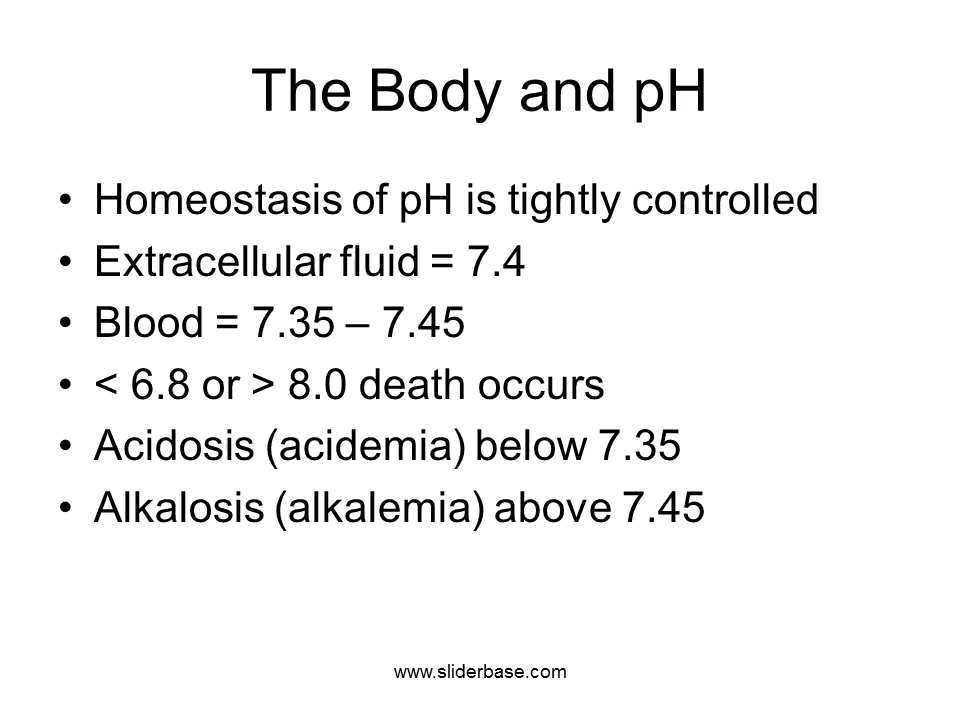 The Body and pH
• Homeostasis of pH is tightly controlled
• Extracellular fluid = 7.4
• Blood = 7.35 – 7.45
• < 6.8 or > 8.0 death occurs
• Acidosis (acidemia) below 7.35
• Alkalosis (alkalemia) above 7.45
www.sliderbase.com